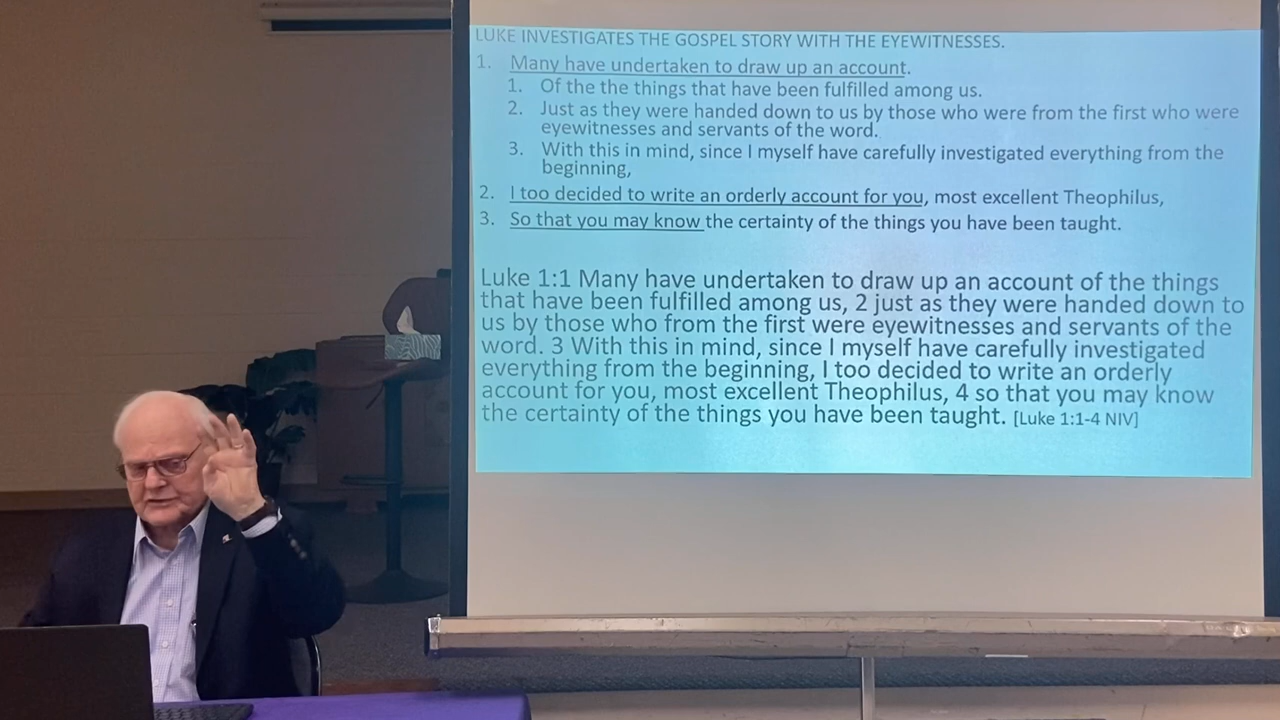 LUKE INVESTIGATES THE GOSPEL STORY WITH THE EYEWITNESSES.
1. Many have undertaken to draw up an account.
1. Of the the things that have been fulfilled among us.
2. Just as they were handed down to us by those who were from the first who were
eyewitnesses and servants of the word.
3. With this in mind, since I myself have carefully investigated everything from the
beginning,
2. I too decided to write an orderly account for you, most excellent Theophilus,
3. So that you may know the certainty of the things you have been taught.
Luke 1:1 Many have undertaken to draw up an account of the things
that have been fulfilled among us, 2 just as they were handed down to
us by those who from the first were eyewitnesses and servants of the
word. 3 With this in mind, since I myself have carefully investigated
everything from the beginning, I too decided to write an orderly
account for you, most excellent Theophilus, 4 so that you may know
the certainty of the things you have been taught. [Luke 1:1-4 NIV]